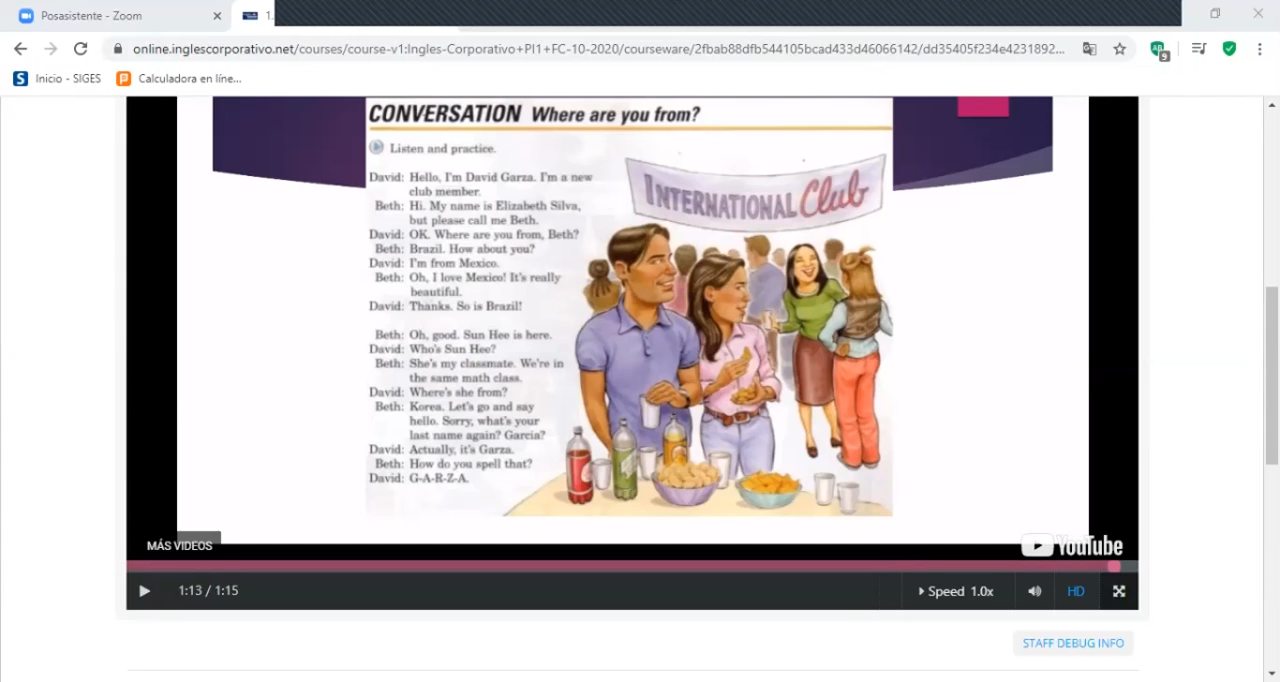 Posasistente - Zoom
1.
online.inglescorporativo.net/courses/course-v1:Ingles-Corporativo+PI1+FC-10-2020/courseware/2fbab88dfb544105bcad433d46066142/dd35405f234e4231892...
9
S Inicio - SIGES
Calculadora en líne...
CONVERSATION Where are you from?
Listen and practice.
David: Hello, I'm David Garza. I'm a new
club member.
Beth: Hi. My name is Elizabeth Silva,
but please call me Beth.
David: OK. Where are you from, Beth?
Beth: Brazil. How about you?
David: I'm from Mexico.
Beth: Oh, I love Mexico! It's really
beautiful.
David: Thanks. So is Brazil!
Beth: Oh, good. Sun Hee is here.
David: Who's Sun Hee?
Beth: She's my classmate. We're in
the same math class.
David: Where's she from?
Beth: Korea. Let's go and say
hello. Sorry, what's your
last name again? Garcia?
David: Actually, it's Garza.
Beth: How do you spell that?
David: G-A-R-Z-A.
INTERNATIONAL Club
MÁS VIDEOS
YouTube
1:13 / 1:15
Speed 1.0x
HD
STAFF DEBUG INFO